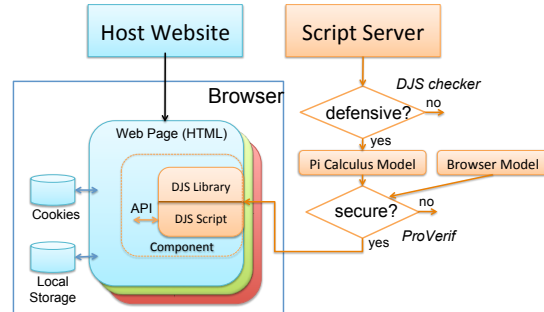 Host Website
Script Server
Browser
DJS checker
defensive?
no
yes
Web Page (HTML)
Pi Calculus Model
Browser Model
DJS Library
API
DJS Script
Component
Cookies
secure?
no
yes
ProVerif
Local
Storage